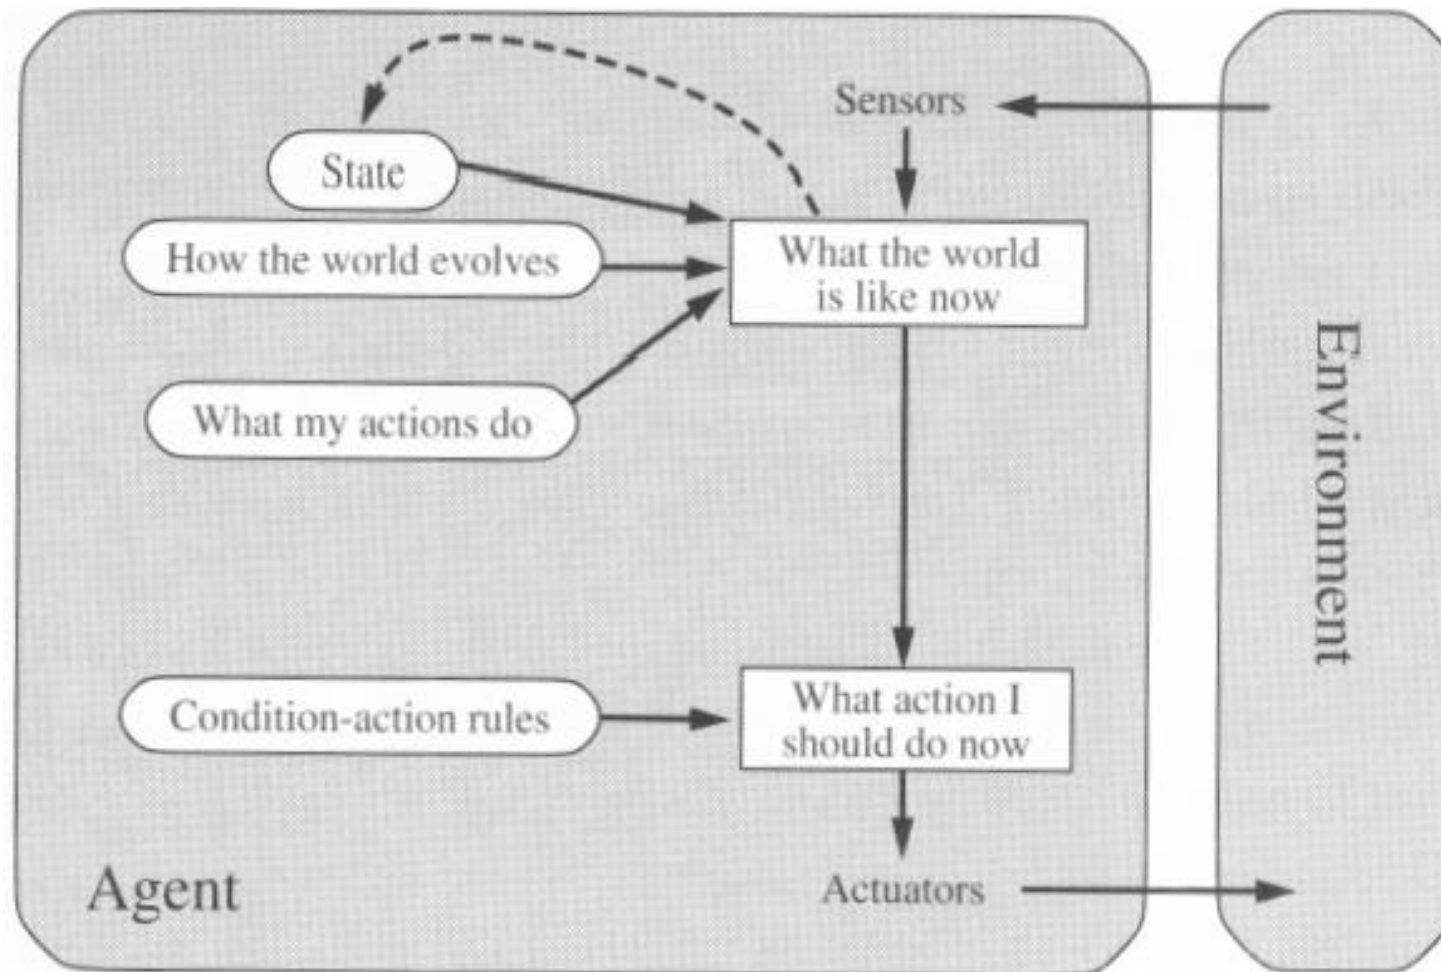 Sensors
State
How the world evolves
What the world
is like now
What my actions do
Environment
Condition-action rules
What action I
should do now
Agent
Actuators